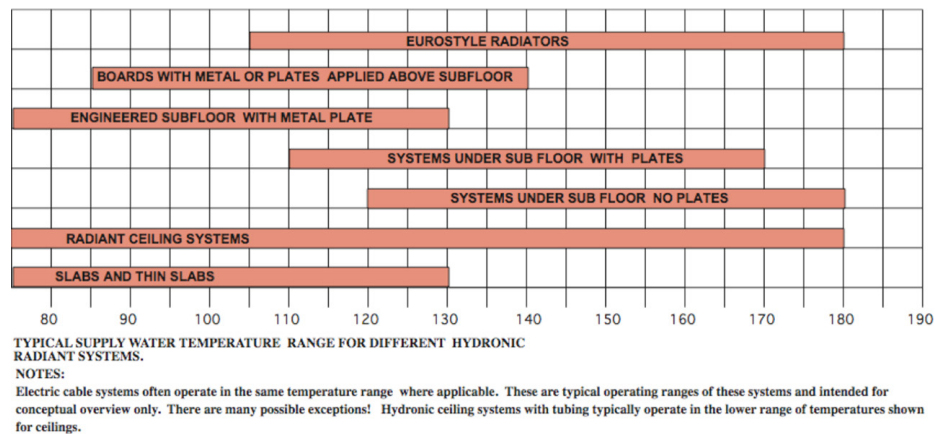 EUROSTYLE RADIATORS
BOARDS WITH METAL OR PLATES APPLIED ABOVE SUBFLOOR
ENGINEERED SUBFLOOR WITH METAL PLATE
SYSTEMS UNDER SUB FLOOR WITH PLATES
SYSTEMS UNDER SUB FLOOR NO PLATES
RADIANT CEILING SYSTEMS
SLABS AND THIN SLABS
80 90 100 110 120 130 140 150 160 170 180 190
TYPICAL SUPPLY WATER TEMPERATURE RANGE FOR DIFFERENT HYDRONIC
RADIANT SYSTEMS.
NOTES:
Electric cable systems often operate in the same temperature range where applicable. These are typical operating ranges of these systems and intended for
conceptual overview only. There are many possible exceptions! Hydronic ceiling systems with tubing typically operate in the lower range of temperatures shown
for ceilings.